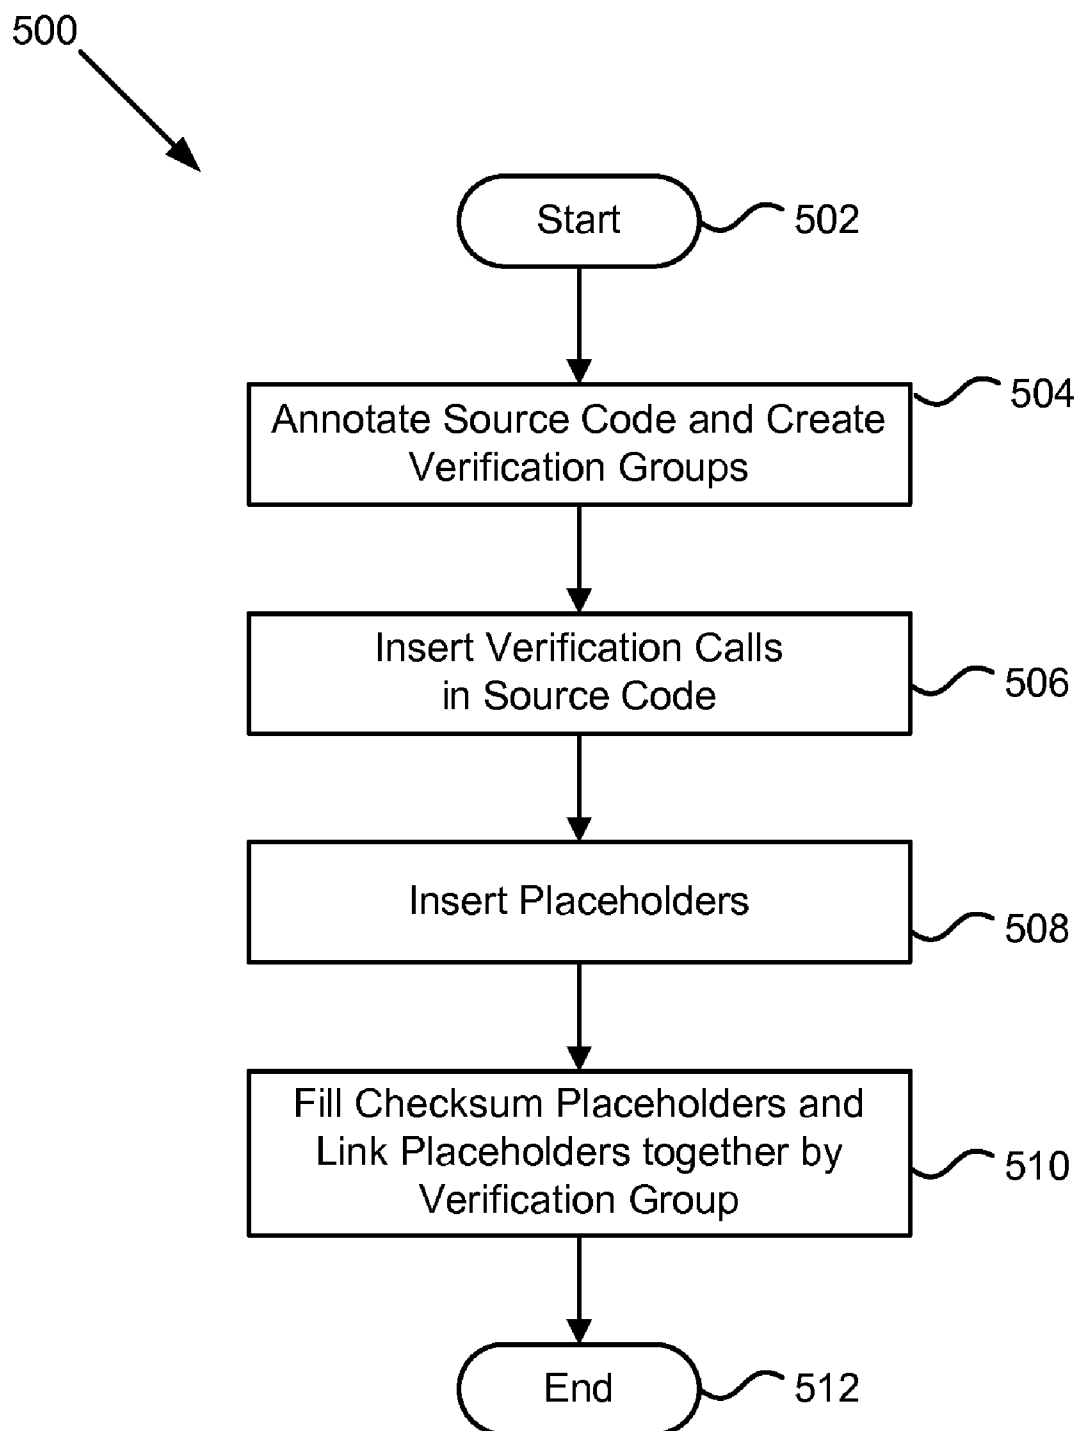 500
Start
502
Annotate Source Code and Create
Verification Groups
504
Insert Verification Calls
in Source Code
506
Insert Placeholders
508
Fill Checksum Placeholders and
Link Placeholders together by
Verification Group
510
End
512